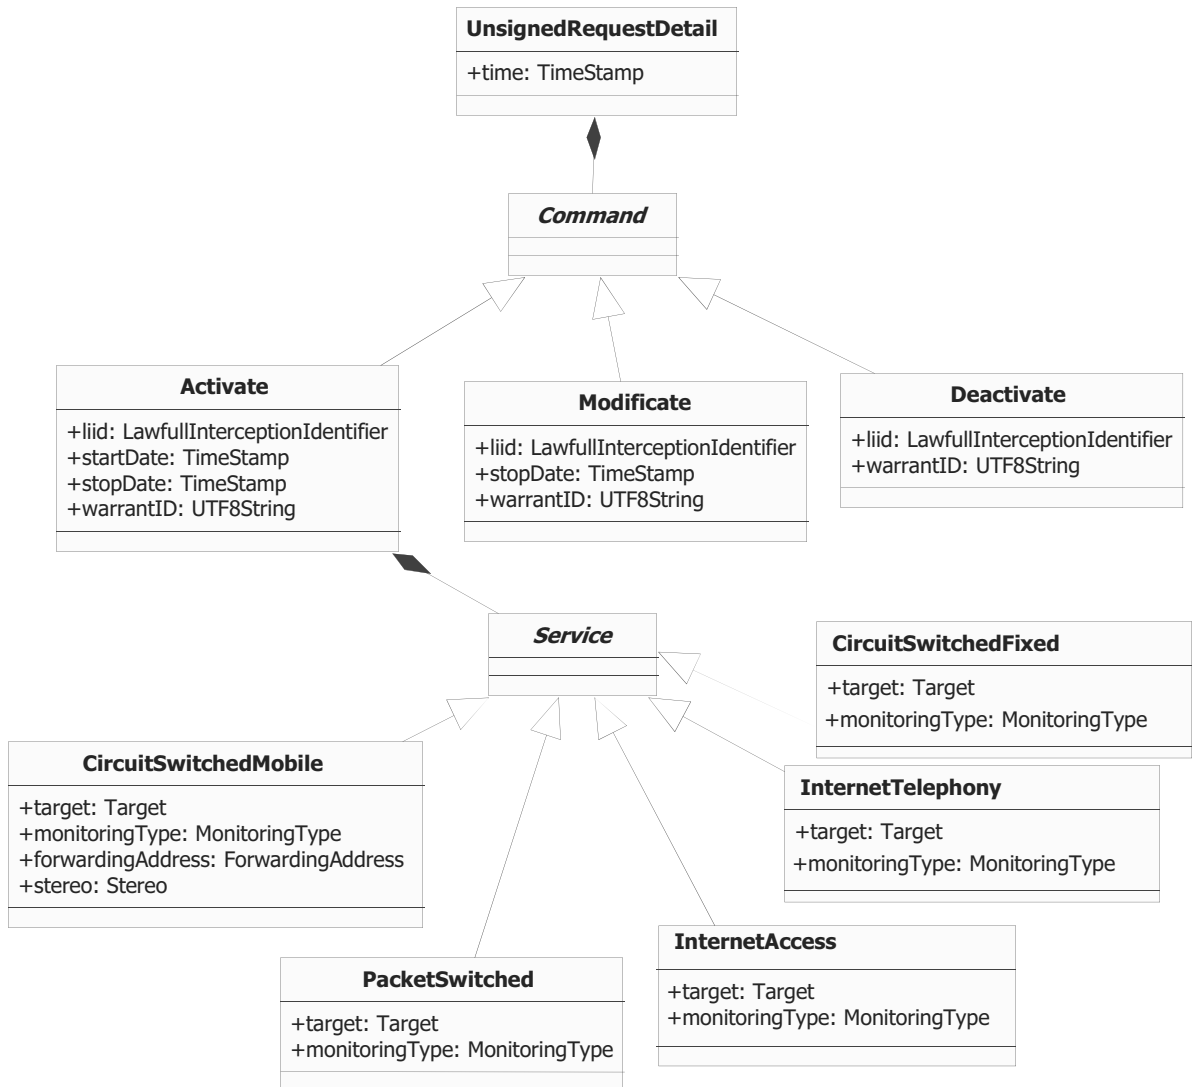 UnsignedRequestDetail
+time: TimeStamp
Command
Activate
+liid: LawfullInterceptionIdentifier
+startDate: TimeStamp
+stopDate: TimeStamp
+warrantID: UTF8String
Modificate
+liid: LawfullInterceptionIdentifier
+stopDate: TimeStamp
+warrantID: UTF8String
Deactivate
+liid: LawfullInterceptionIdentifier
+warrantID: UTF8String
Service
CircuitSwitchedFixed
+target: Target
+monitoringType: MonitoringType
CircuitSwitchedMobile
+target: Target
+monitoringType: MonitoringType
+forwardingAddress: ForwardingAddress
+stereo: Stereo
InternetTelephony
+target: Target
+monitoringType: MonitoringType
InternetAccess
+target: Target
+monitoringType: MonitoringType
PacketSwitched
+target: Target
+monitoringType: MonitoringType